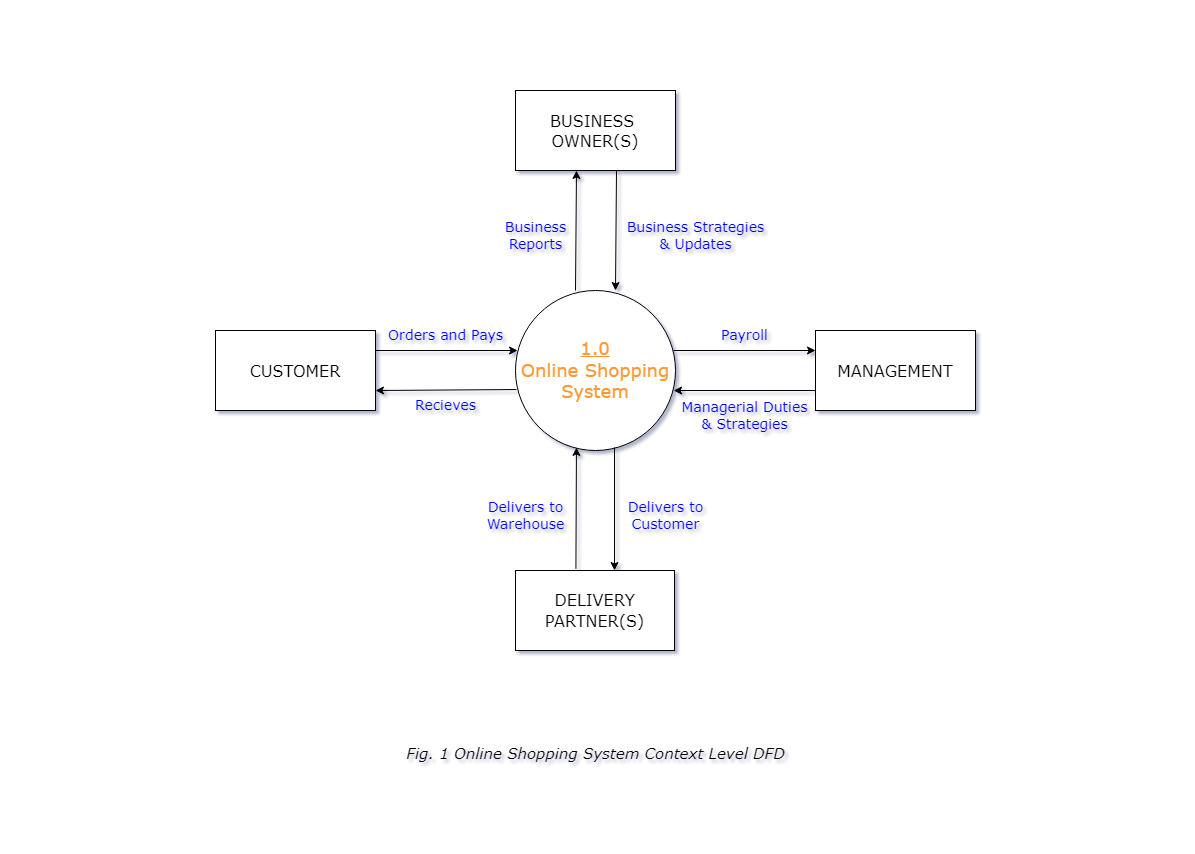 BUSINESS
OWNER(S)
Business
Reports
Business Strategies
& Updates
Orders and Pays
Payroll
CUSTOMER
1.0
Online Shopping
System
MANAGEMENT
Recieves
Managerial Duties
& Strategies
Delivers to
Warehouse
Delivers to
Customer
DELIVERY
PARTNER(S)
Fig. 1 Online Shopping System Context Level DFD